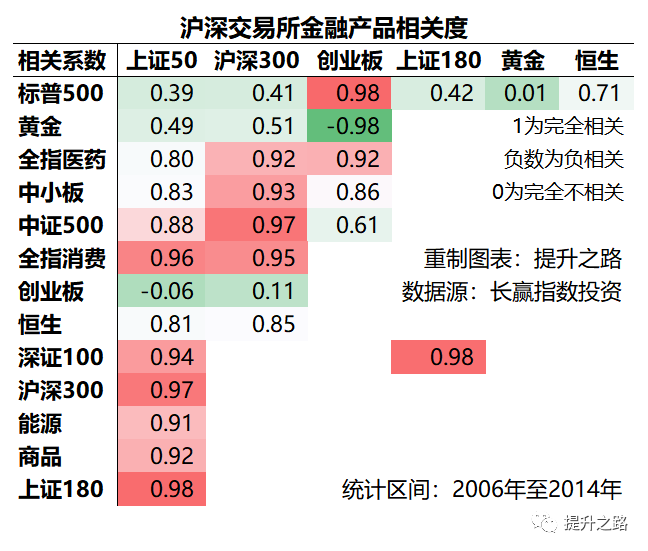 沪深交易所金融产品相关度
相关系数 上证50 沪深300 创业板 上证180 黄金 恒生
标普500 0.39 0.41 0.98 0.42 0.01 0.71
黄金 0.49 0.51 -0.98 1为完全相关
全指医药 0.80 0.92 0.92 负数为负相关
中小板 0.83 0.93 0.86 0为完全不相关
中证500 0.88 0.97 0.61
全指消费 0.96 0.95 重制图表：提升之路
创业板 -0.06 0.11 数据源：长赢指数投资
恒生 0.81 0.85
深证100 0.94 0.98
沪深300 0.97
能源 0.91
商品 0.92
上证180 0.98 统计区间：2006年至2014年
提升之路